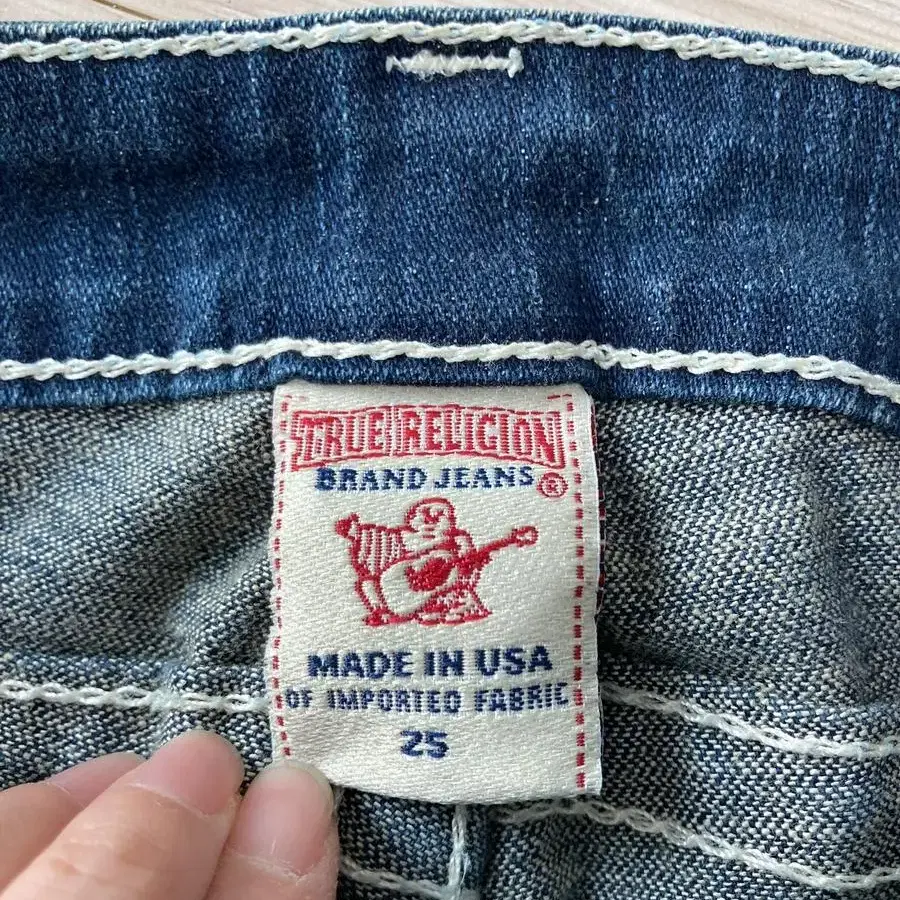 TRUE RELIGION
BRAND JEANS ®
MADE IN USA
OF IMPORTED FABRIC
25